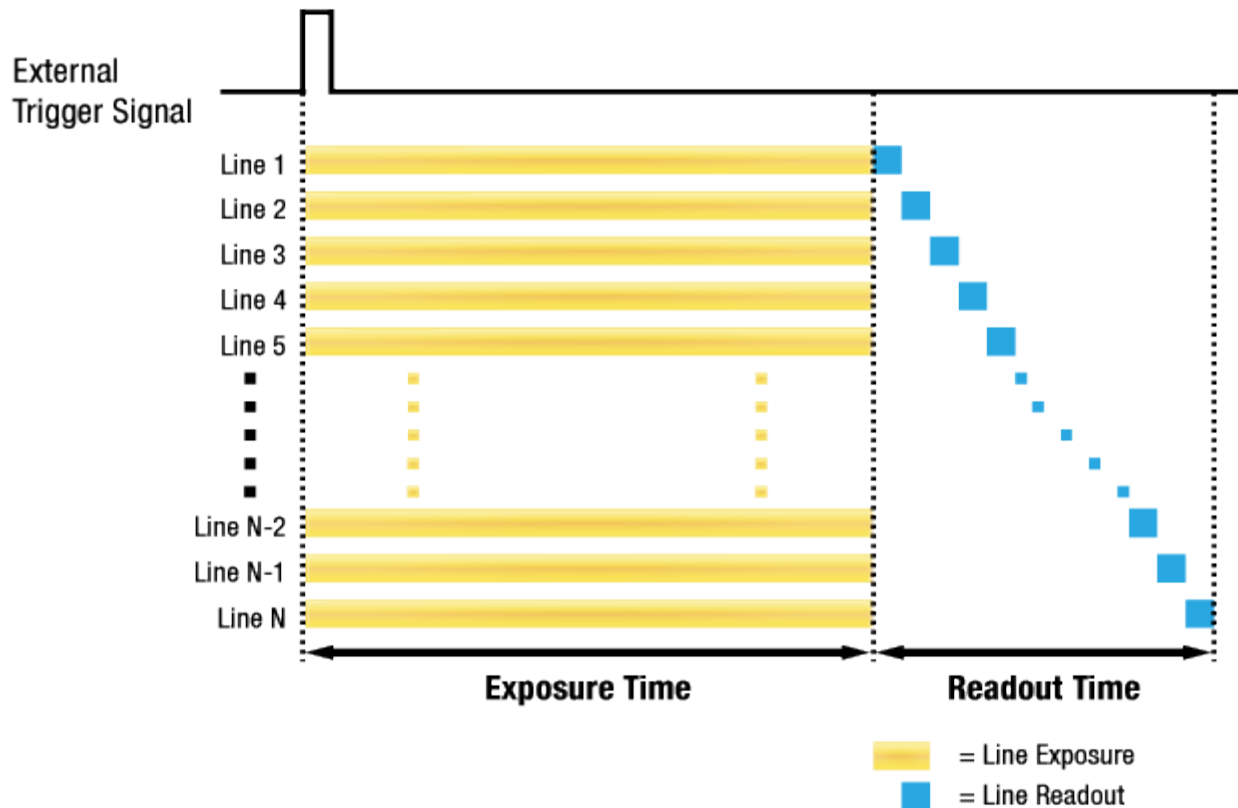 External
Trigger Signal
Line 1
Line 2
Line 3
Line 4
Line 5
Line N-2
Line N-1
Line N
Exposure Time
Readout Time
= Line Exposure
= Line Readout